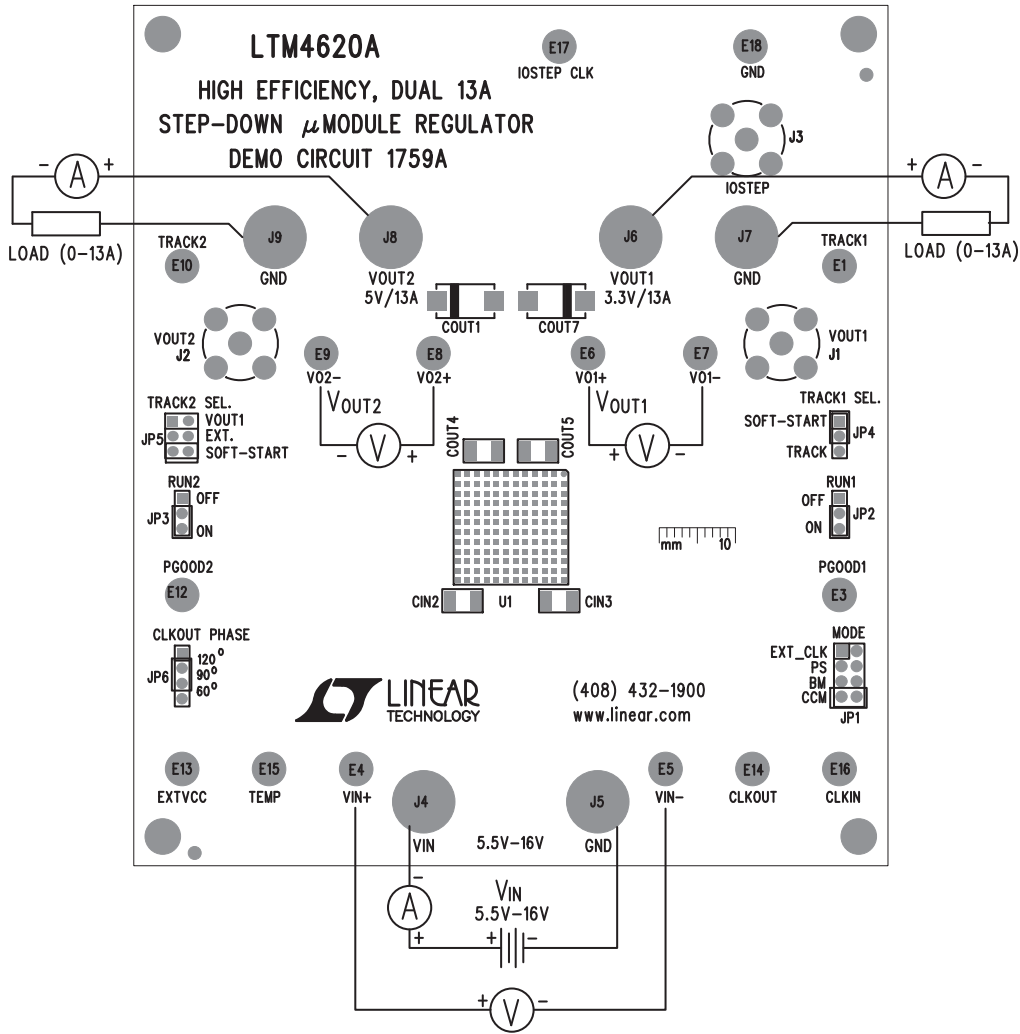 LTM4620A
HIGH EFFICIENCY, DUAL 13A
STEP-DOWN µMODULE REGULATOR
DEMO CIRCUIT 1759A
E17
IOSTEP CLK
E18
GND
J3
IOSTEP
- A +
LOAD (0-13A)
+ A -
LOAD (0-13A)
TRACK2
E10
J9
GND
J8
VOUT2
5V/13A
J6
VOUT1
3.3V/13A
J7
GND
TRACK1
E1
COUT1
COUT7
VOUT2
J2
E9
VO2-
E8
VO2+
E6
VO1+
E7
VO1-
VOUT1
J1
VOUT2
- V +
VOUT1
+ V -
TRACK2 SEL.
VOUT1
JP5
EXT.
SOFT-START
COUT4
COUT5
TRACK1 SEL.
SOFT-START
JP4
TRACK
RUN2
OFF
JP3
ON
RUN1
OFF
JP2
ON
mm 10
PGOOD2
E12
PGOOD1
E3
CIN2
U1
CIN3
CLKOUT PHASE
120°
JP6
90°
60°
MODE
EXT_CLK
PS
BM
CCM
JP1
LINEAR
TECHNOLOGY
(408) 432-1900
www.linear.com
E13
EXTVCC
E15
TEMP
E4
VIN+
J4
VIN
5.5V-16V
J5
GND
E5
VIN-
E14
CLKOUT
E16
CLKIN
-
A
+
VIN
5.5V-16V
+ -
+ V -